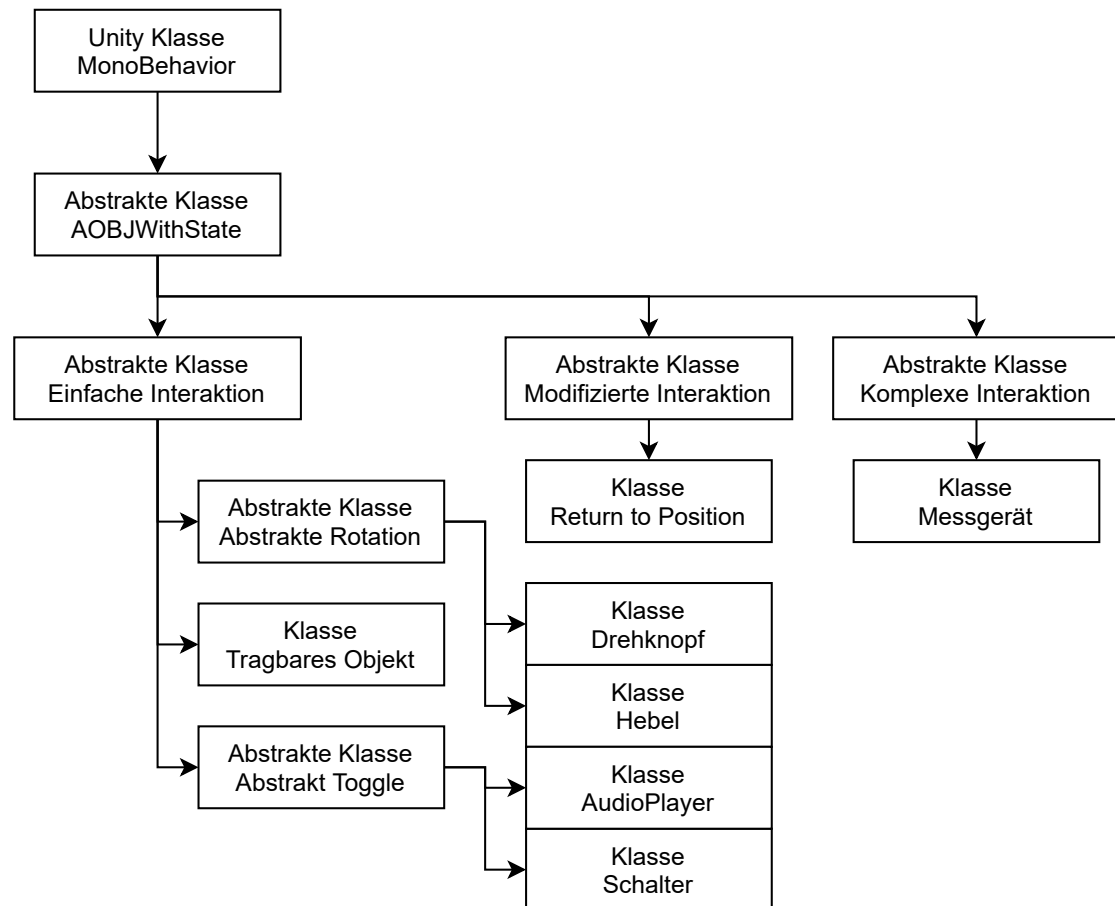 Unity Klasse
MonoBehavior
Abstrakte Klasse
AOBJWithState
Abstrakte Klasse
Einfache Interaktion
Abstrakte Klasse
Modifizierte Interaktion
Abstrakte Klasse
Komplexe Interaktion
Klasse
Return to Position
Klasse
Messgerät
Abstrakte Klasse
Abstrakte Rotation
Klasse
Drehknopf
Klasse
Tragbares Objekt
Klasse
Hebel
Abstrakte Klasse
Abstrakt Toggle
Klasse
AudioPlayer
Klasse
Schalter